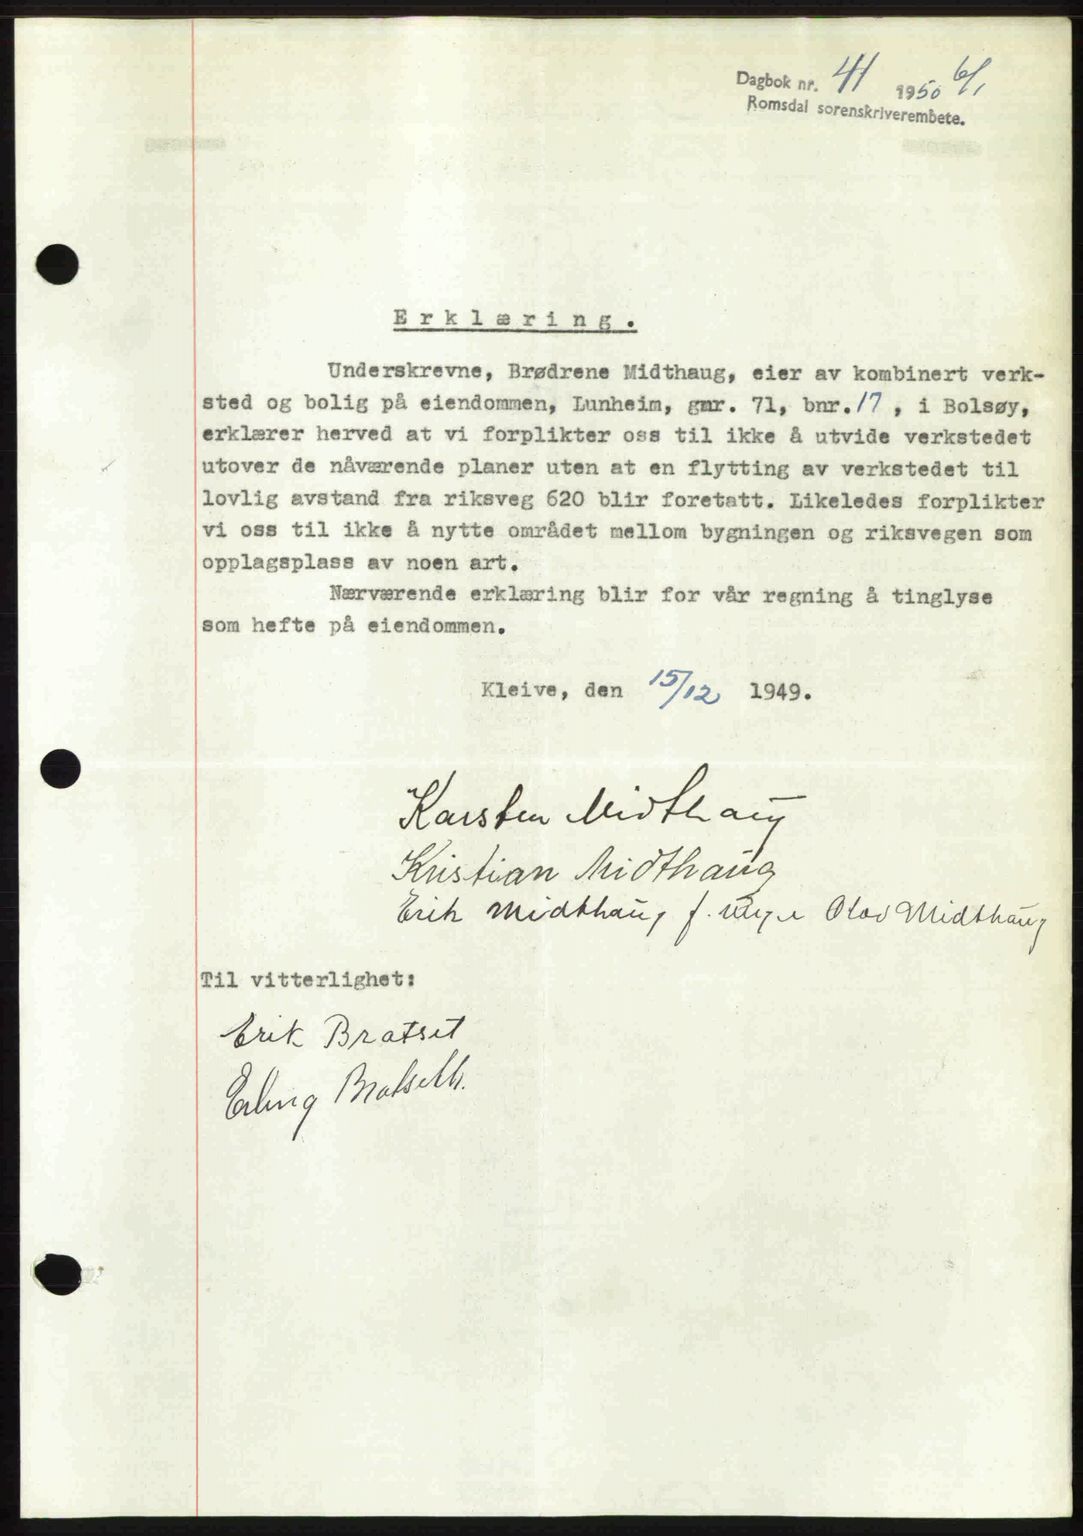 Dagbok nr. 41 1950 6/1
Romsdal sorenskriverembete.
Erklæring.
Underskrevne, Brødrene Midthaug, eier av kombinert verk-
sted og bolig på eiendommen, Lunheim, gnr. 71, bnr. 17, i Bolsøy,
erklærer herved at vi forplikter oss til ikke å utvide verkstedet
utover de nåværende planer uten at en flytting av verkstedet til
lovlig avstand fra riksveg 620 blir foretatt. Likeledes forplikter
vi oss til ikke å nytte området mellom bygningen og riksvegen som
opplagsplass av noen art.
Nærværende erklæring blir for vår regning å tinglyse
som hefte på eiendommen.
Kleive, den 15/12 1949.
Karsten Midthaug
Kristian Midthaug
Erik Midthaug f. Olav Midthaug
Til vitterlighet:
Erik Bratset
Erling Bratseth.